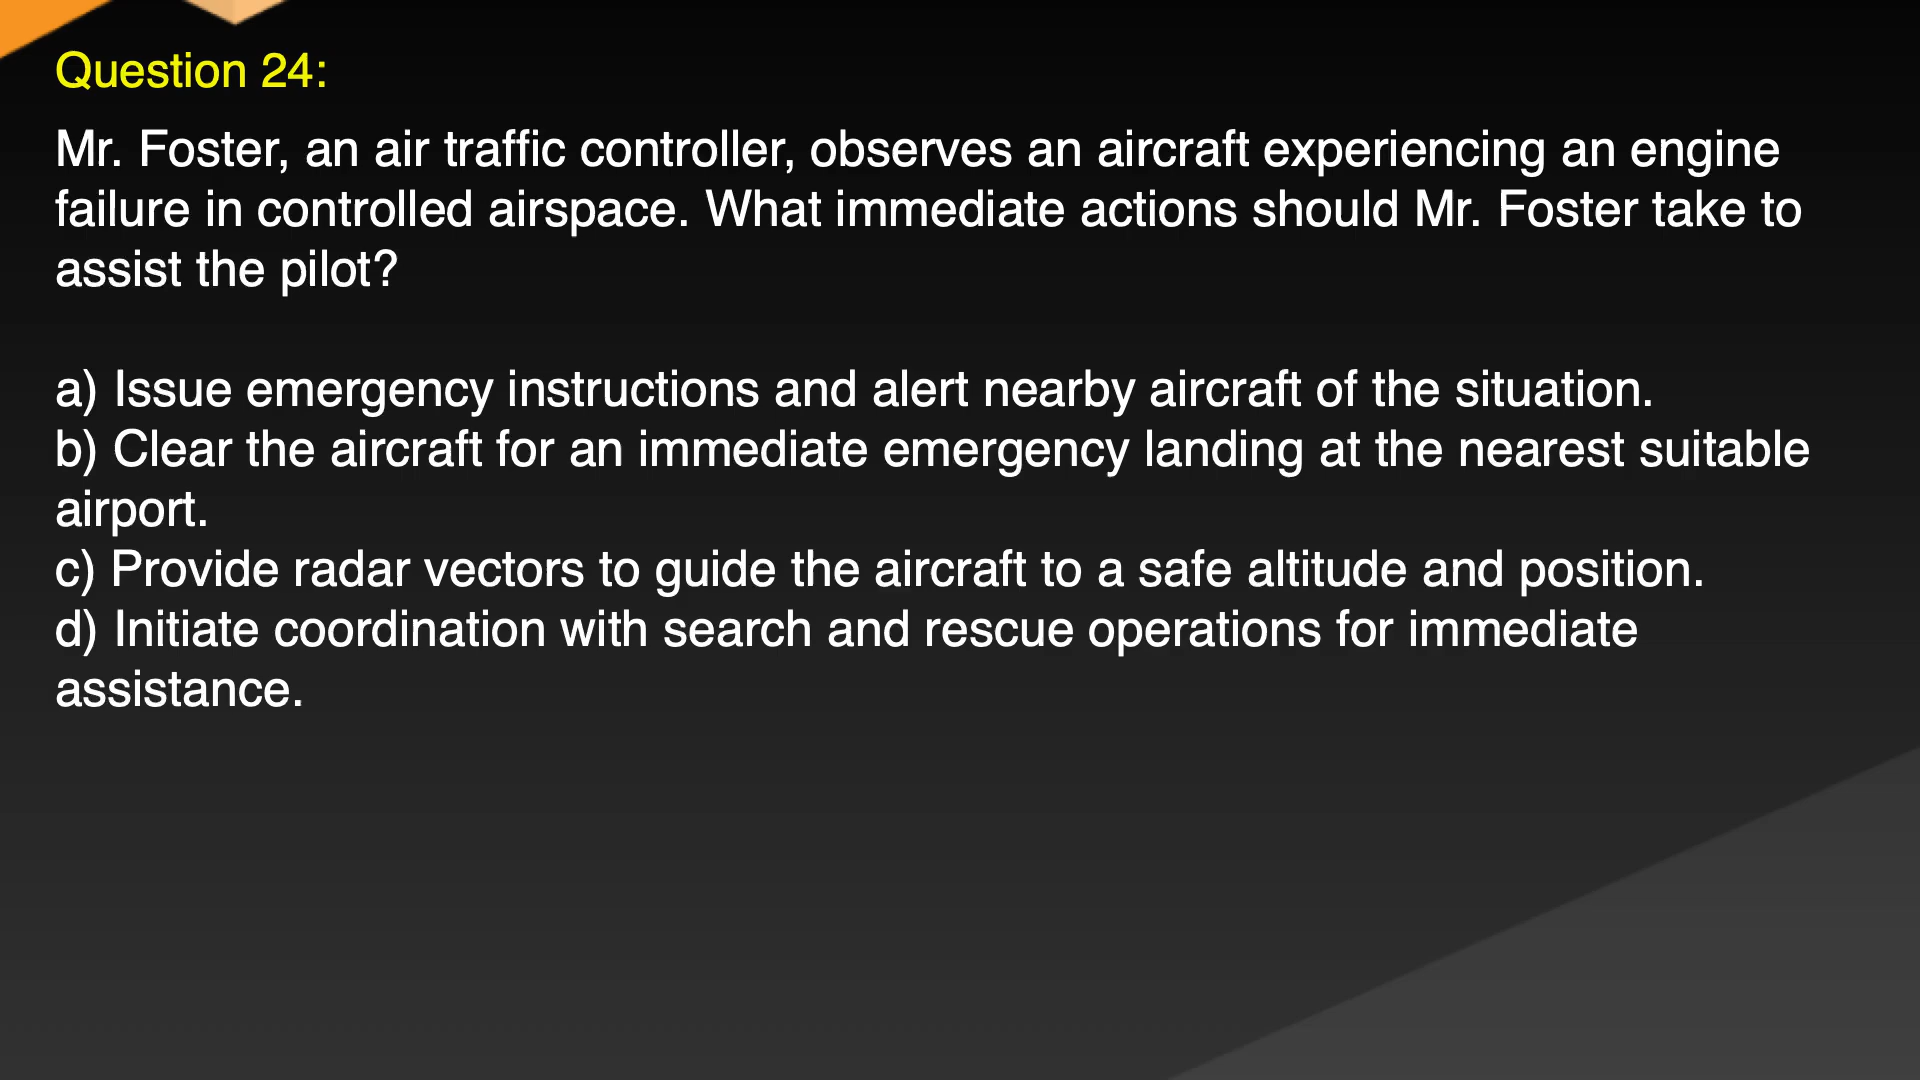 Question 24:
Mr. Foster, an air traffic controller, observes an aircraft experiencing an engine
failure in controlled airspace. What immediate actions should Mr. Foster take to
assist the pilot?
a) Issue emergency instructions and alert nearby aircraft of the situation.
b) Clear the aircraft for an immediate emergency landing at the nearest suitable
airport.
c) Provide radar vectors to guide the aircraft to a safe altitude and position.
d) Initiate coordination with search and rescue operations for immediate
assistance.